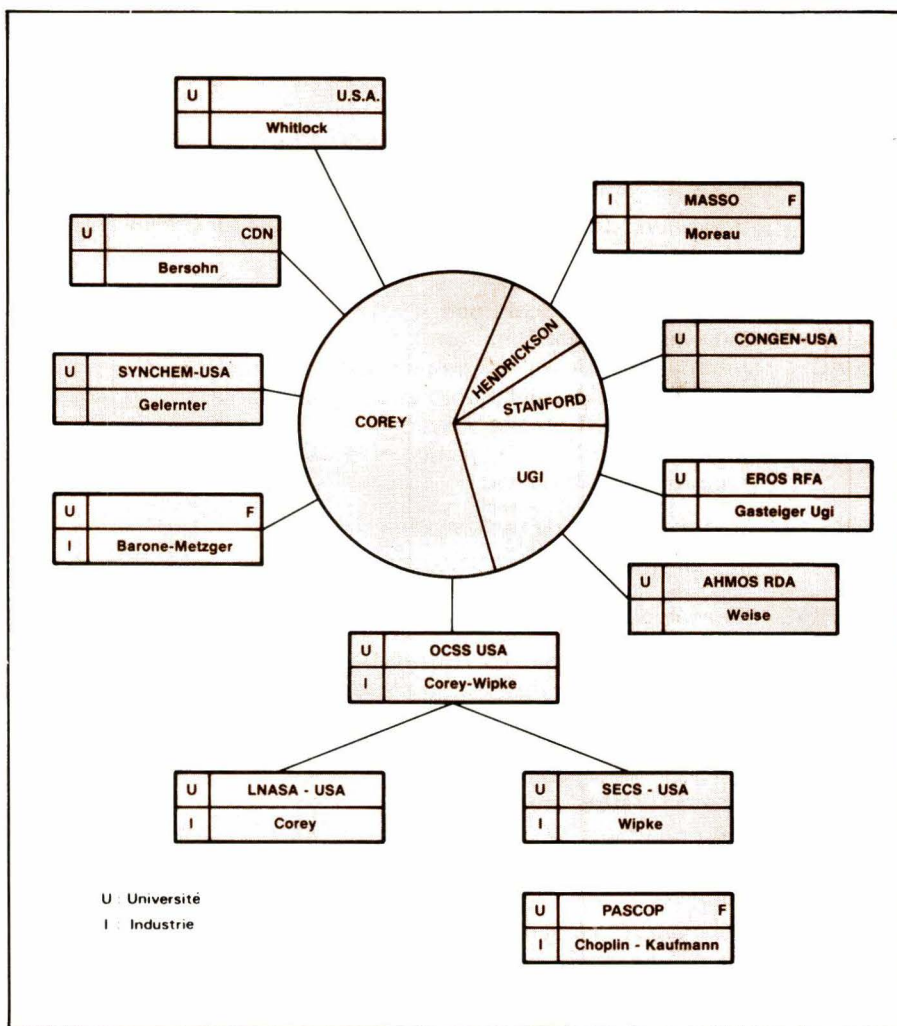 U U.S.A.
Whitlock
I MASSO F
Moreau
U CDN
Bersohn
HENDRICKSON
U CONGEN-USA
U SYNCHEM-USA
Gelernter
STANFORD
COREY
UGI
U EROS RFA
Gasteiger Ugi
U F
I Barone-Metzger
U AHMOS RDA
Weise
U OCSS USA
I Corey-Wipke
U LNASA - USA
I Corey
U SECS - USA
I Wipke
U : Université
I : Industrie
U PASCOP F
I Choplin - Kaufmann